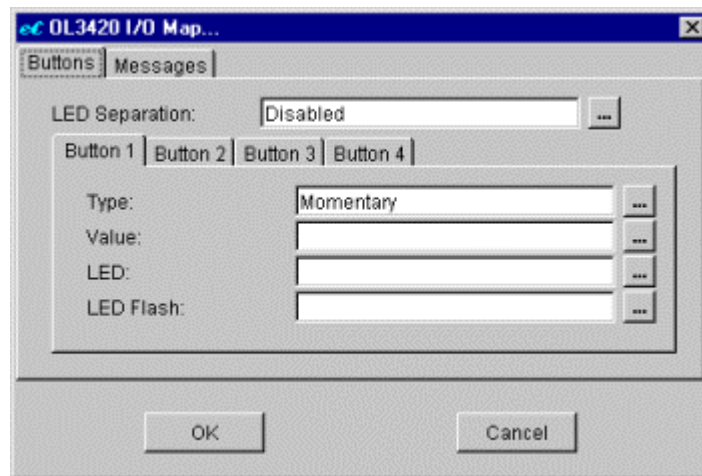 eC OL3420 I/O Map...
Buttons Messages
LED Separation: Disabled ...
Button 1 Button 2 Button 3 Button 4
Type: Momentary ...
Value: ...
LED: ...
LED Flash: ...
OK Cancel